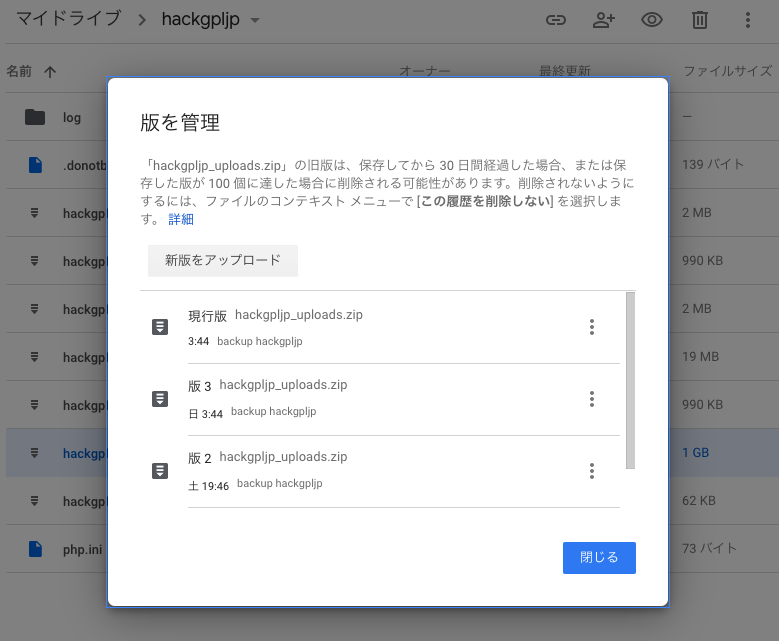 マイドライブ > hackgpljp
名前 ↑ オーナー 最終更新 ファイルサイズ
版を管理
log —
「hackgpljp_uploads.zip」の旧版は、保存してから 30 日間経過した場合、または保
.donotb 139 バイト
存した版が 100 個に達した場合に削除される可能性があります。削除されないように
するには、ファイルのコンテキスト メニューで [この履歴を削除しない] を選択しま
hackgpl 2 MB
す。 詳細
新版をアップロード
hackgpl 990 KB
現行版 hackgpljp_uploads.zip
hackgpl 2 MB
3:44 backup hackgpljp
hackgpl 19 MB
版 3 hackgpljp_uploads.zip
hackgpl 990 KB
日 3:44 backup hackgpljp
hackgpl 1 GB
版 2 hackgpljp_uploads.zip
土 19:46 backup hackgpljp
hackgpl 62 KB
php.ini 73 バイト
閉じる